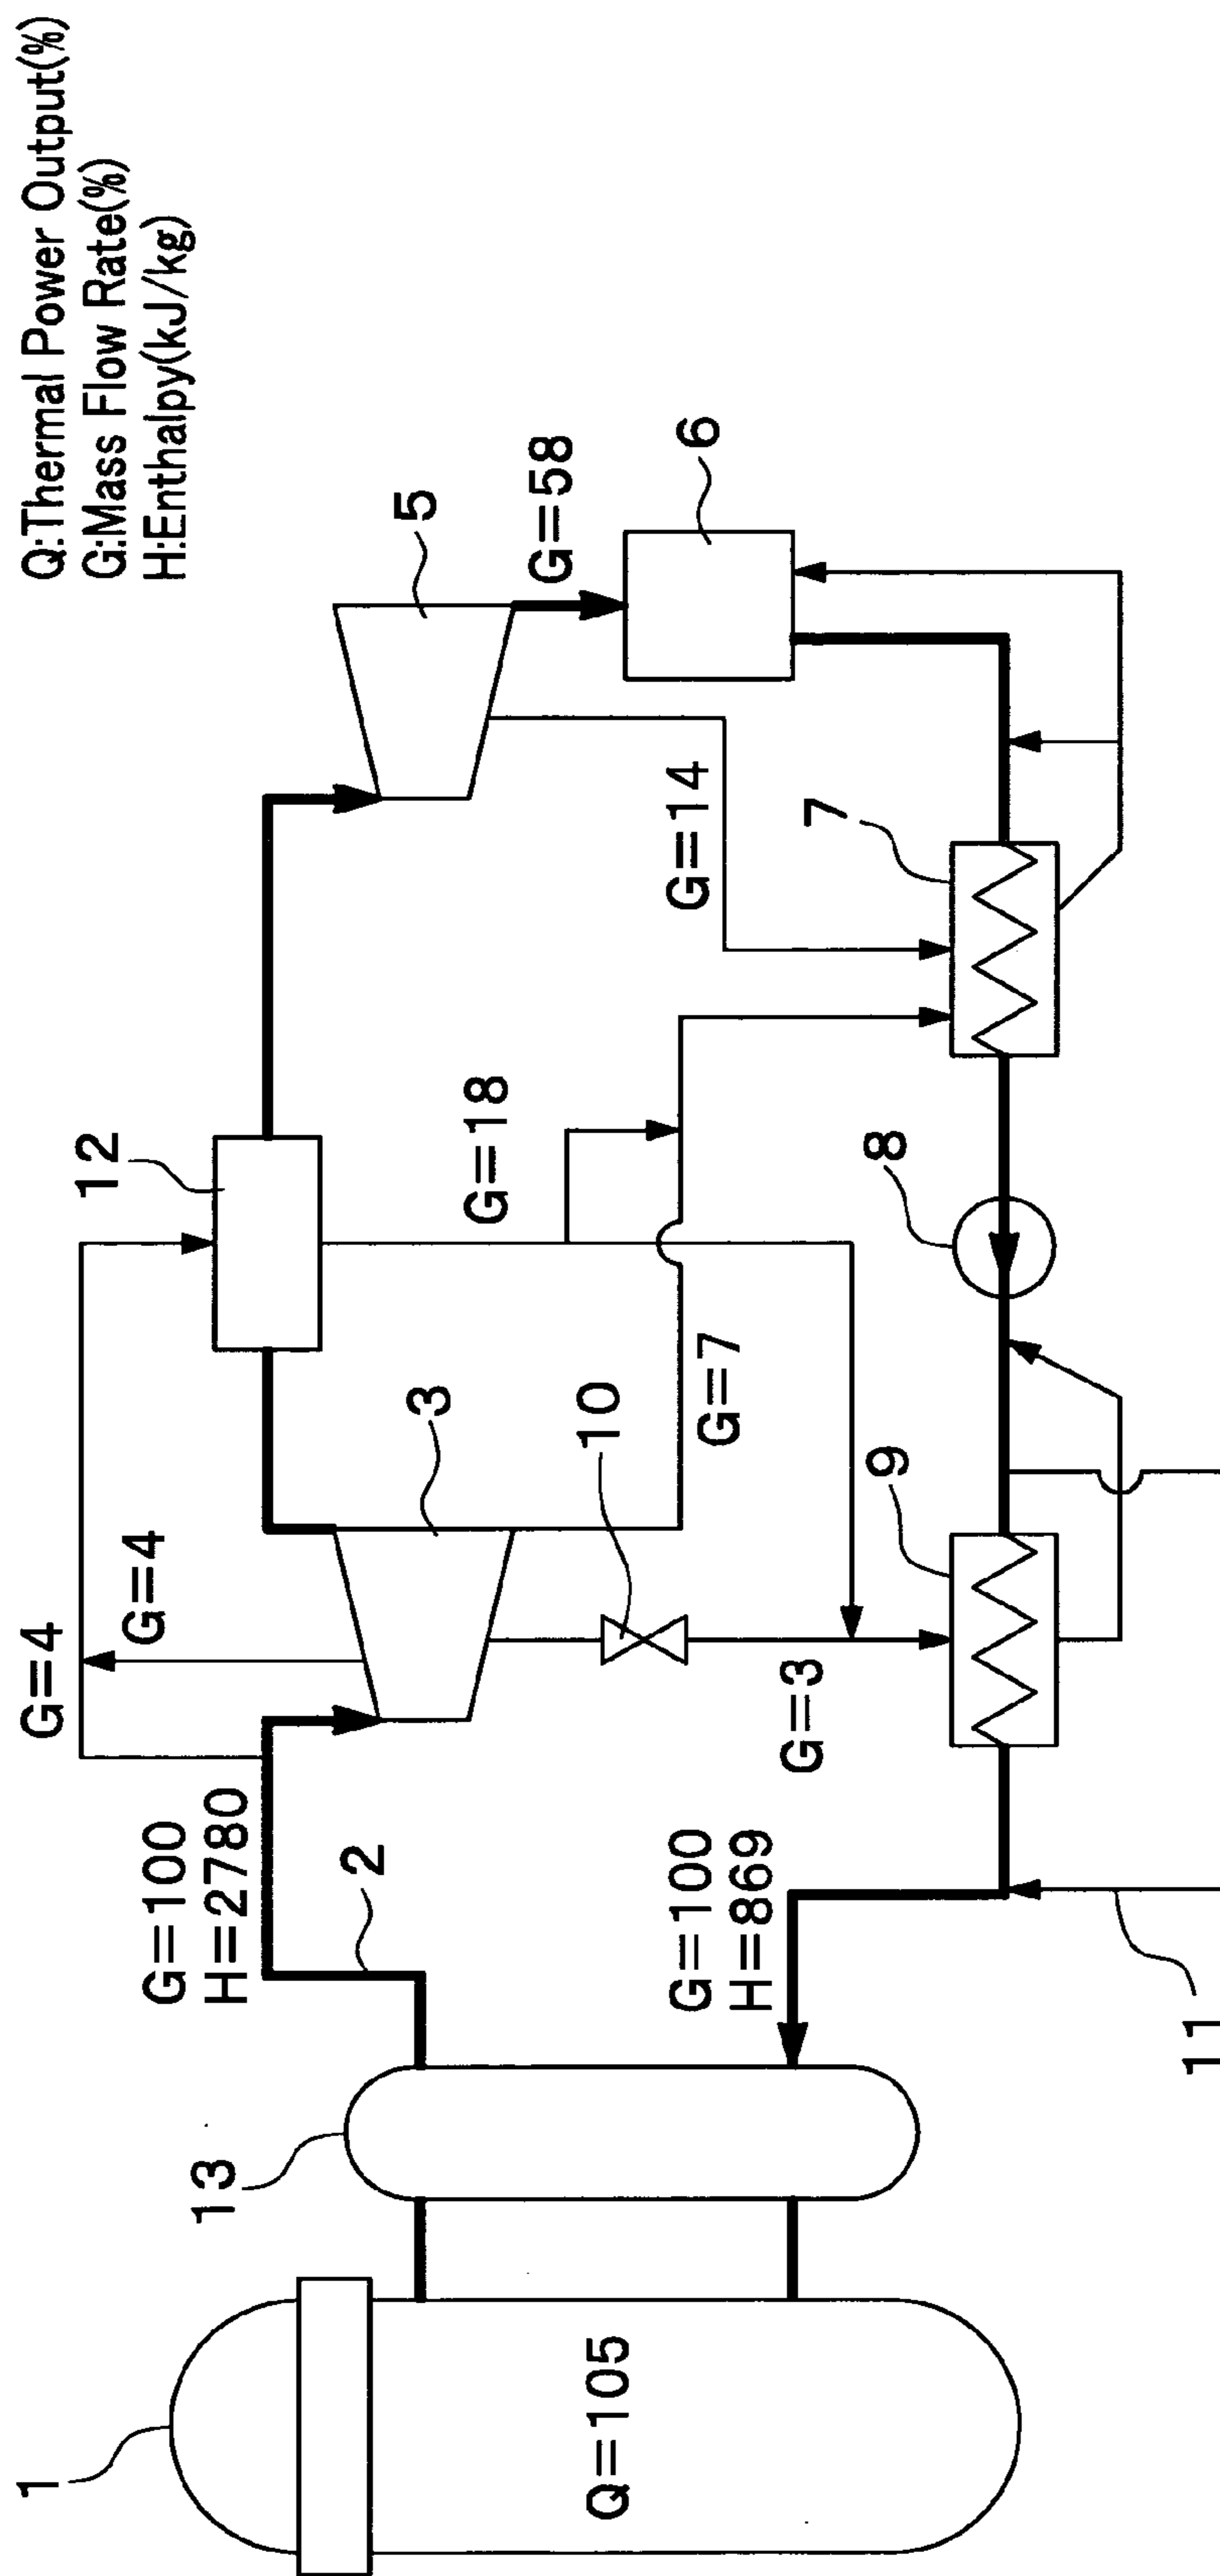 Q:Thermal Power Output(%)
G:Mass Flow Rate(%)
H:Enthalpy(kJ/kg)
1
Q=105
13
G=100
H=2780
2
G=4
G=4
3
12
10
G=7
G=18
G=3
G=14
5
G=58
6
7
8
9
G=100
H=869
11